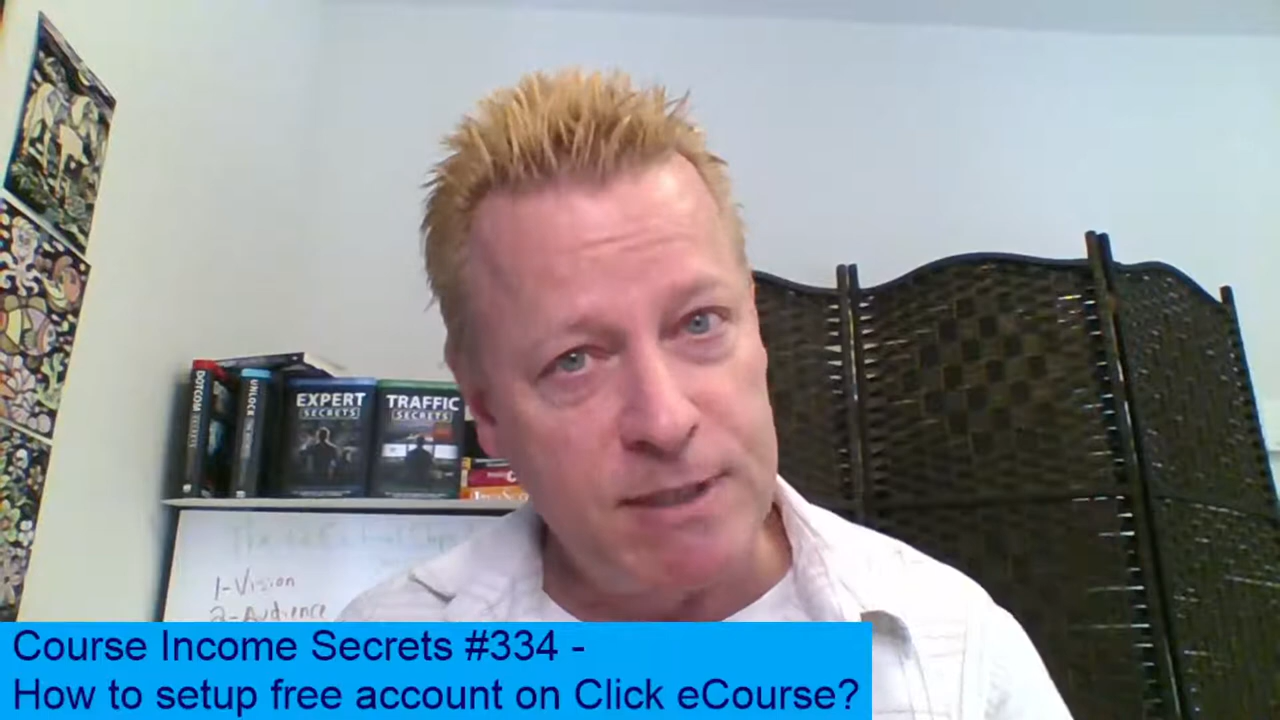 DOTCOM SECRETS
UNLOCK
EXPERT
SECRETS
TRAFFIC
SECRETS
1-Vision
2-Audience
Course Income Secrets #334 -
How to setup free account on Click eCourse?